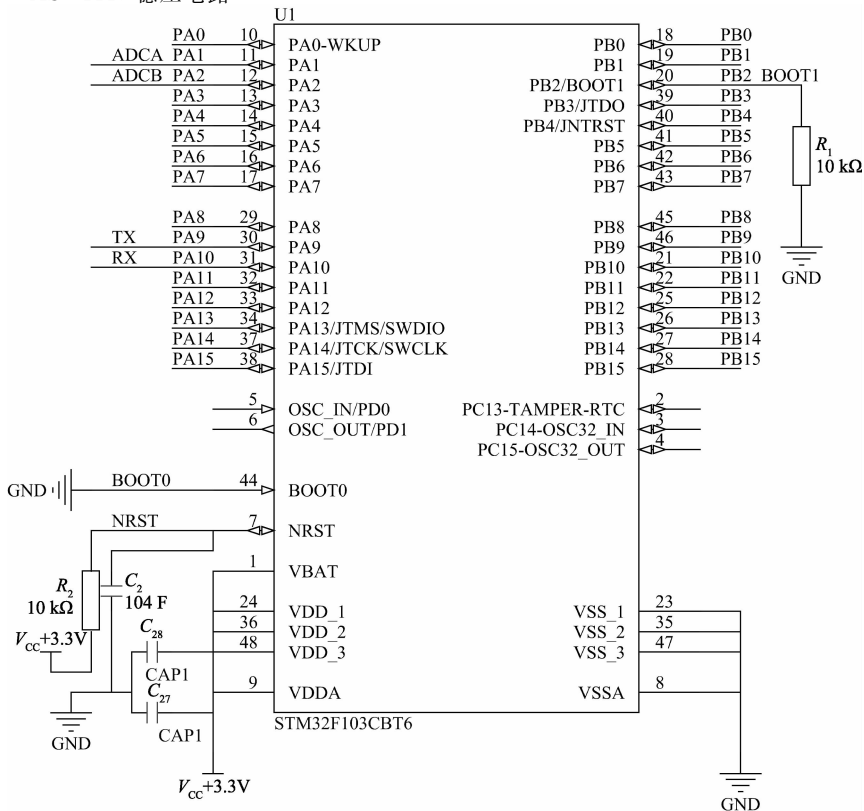 U1
PA0 10 PA0-WKUP PB0 18 PB0
ADCA PA1 11 PA1 PB1 19 PB1
ADCB PA2 12 PA2 PB2/BOOT1 20 PB2 BOOT1
PA3 13 PA3 PB3/JTDO 39 PB3
PA4 14 PA4 PB4/JNTRST 40 PB4
PA5 15 PA5 PB5 41 PB5
PA6 16 PA6 PB6 42 PB6
PA7 17 PA7 PB7 43 PB7
R1
10 kΩ
GND
PA8 29 PA8 PB8 45 PB8
TX PA9 30 PA9 PB9 46 PB9
RX PA10 31 PA10 PB10 21 PB10
PA11 32 PA11 PB11 22 PB11
PA12 33 PA12 PB12 25 PB12
PA13 34 PA13/JTMS/SWDIO PB13 26 PB13
PA14 37 PA14/JTCK/SWCLK PB14 27 PB14
PA15 38 PA15/JTDI PB15 28 PB15
5 OSC_IN/PD0 PC13-TAMPER-RTC 2
6 OSC_OUT/PD1 PC14-OSC32_IN 3
PC15-OSC32_OUT 4
GND BOOT0 44 BOOT0
NRST 7 NRST
1 VBAT
R2
10 kΩ
C2
104 F
VCC+3.3V
24 VDD_1 VSS_1 23
36 VDD_2 VSS_2 35
48 VDD_3 VSS_3 47
C28
CAP1
C27
CAP1
9 VDDA VSSA 8
GND
STM32F103CBT6
VCC+3.3V
GND